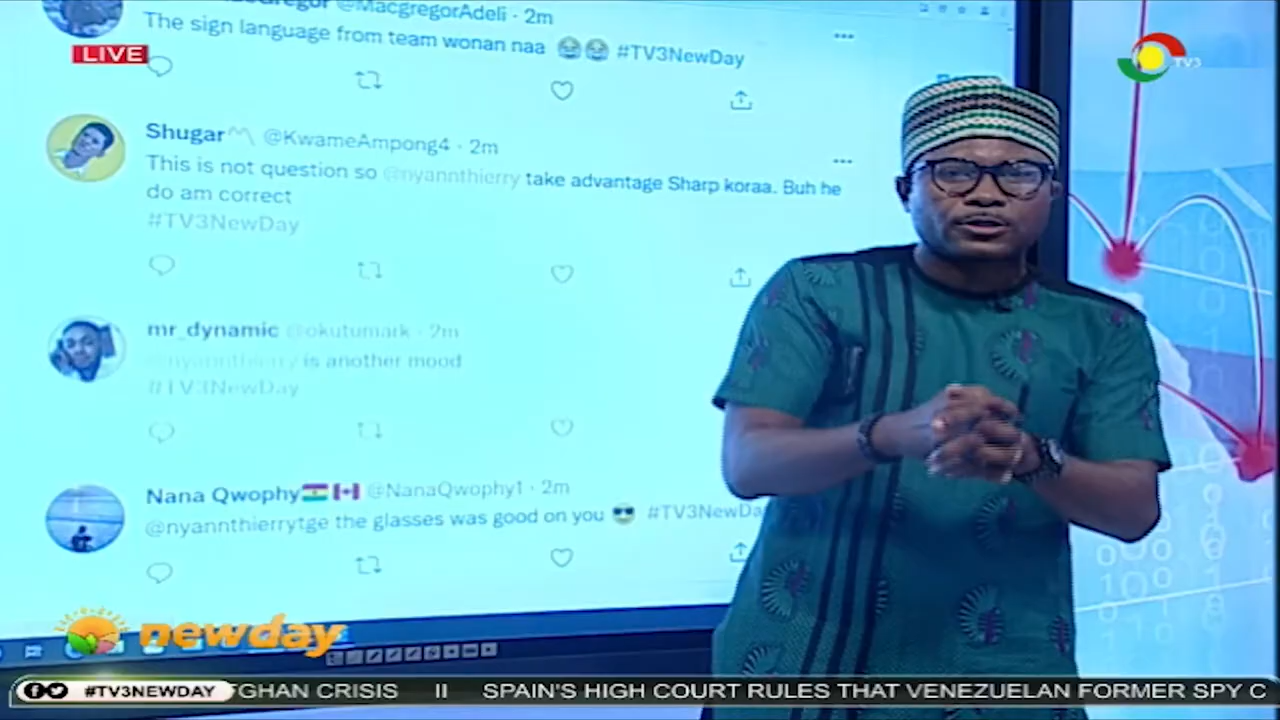 @MacgregorAdeli · 2m
The sign language from team wonan naa 😂😂 #TV3NewDay
LIVE
TV3
Shugar @KwameAmpong4 · 2m
This is not question so @nyannthierry take advantage Sharp koraa. Buh he
do am correct
#TV3NewDay
mr_dynamic @okutumark · 2m
@nyannthierry is another mood
#TV3NewDay
Nana Qwophy🇬🇭🇨🇦 @NanaQwophy1 · 2m
@nyannthierrytge the glasses was good on you 😎 #TV3NewDa
newday
#TV3NEWDAY
GHAN CRISIS II SPAIN'S HIGH COURT RULES THAT VENEZUELAN FORMER SPY C